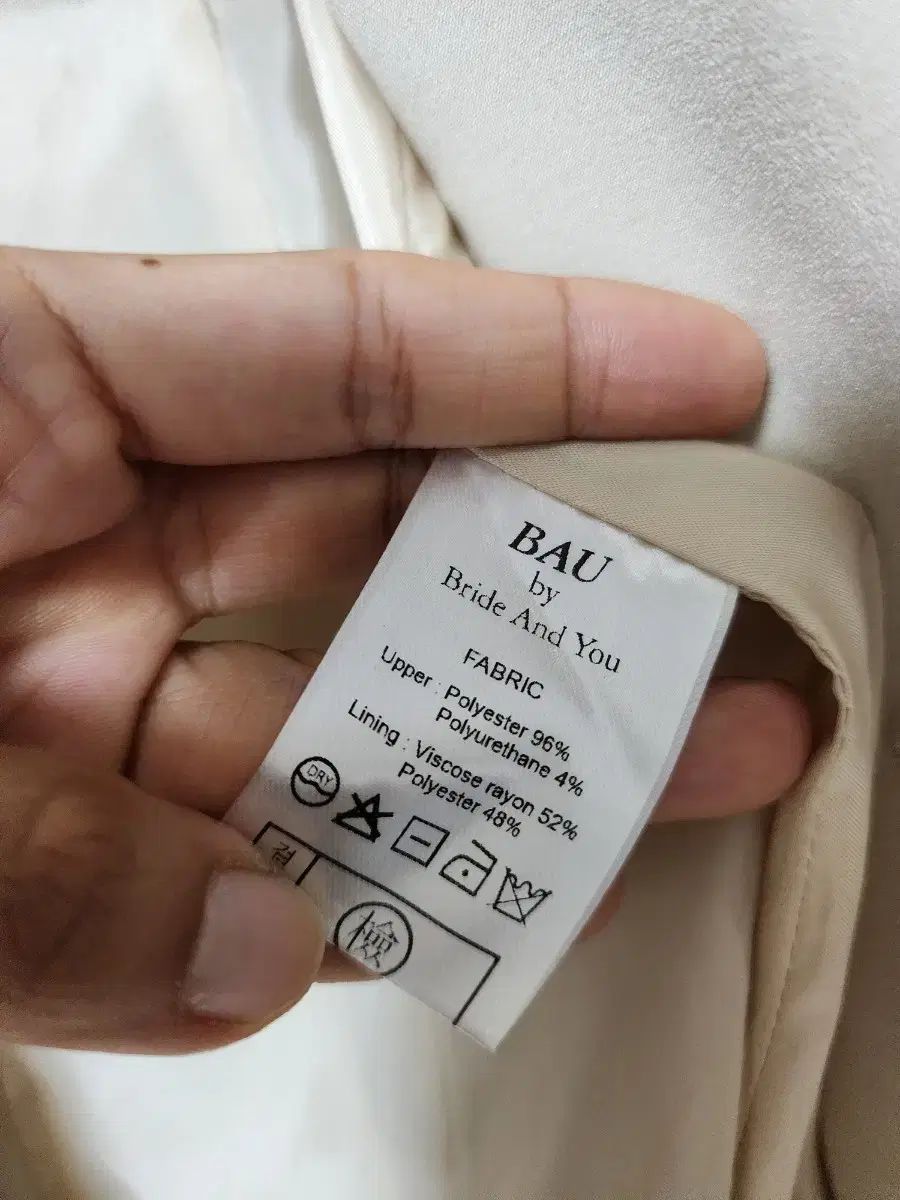 BAU
by
Bride And You
FABRIC
Upper : Polyester 96%
Polyurethane 4%
Lining : Viscose rayon 52%
Polyester 48%
DRY
檢